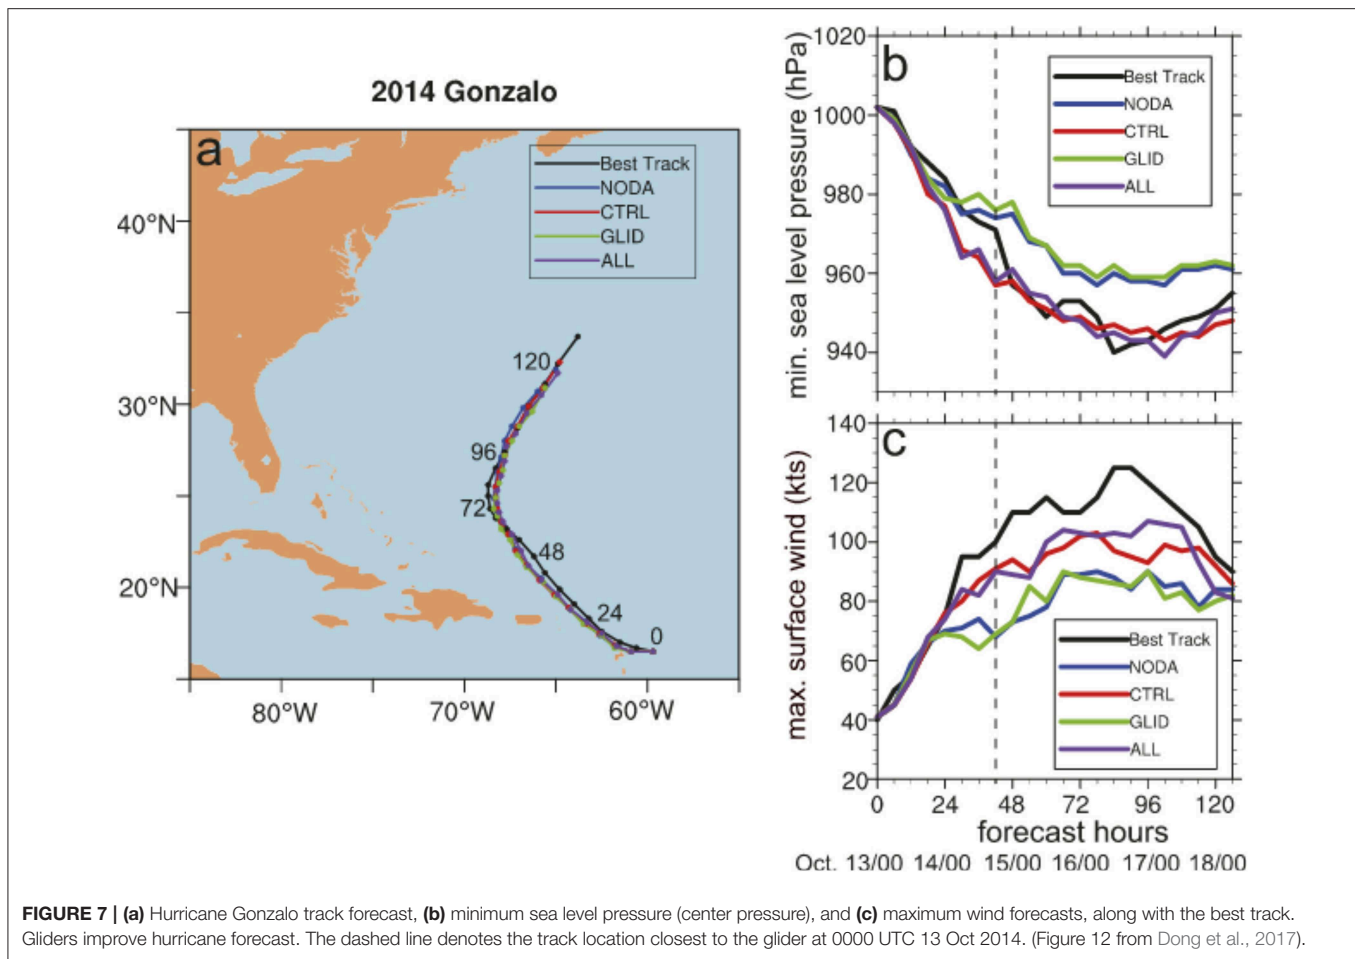 2014 Gonzalo
a
Best Track
NODA
CTRL
GLID
ALL
40°N
30°N
20°N
120
96
72
48
24
0
80°W
70°W
60°W
b
min. sea level pressure (hPa)
1020
1000
980
960
940
Best Track
NODA
CTRL
GLID
ALL
c
max. surface wind (kts)
140
120
100
80
60
40
20
Best Track
NODA
CTRL
GLID
ALL
0 24 48 72 96 120
forecast hours
Oct. 13/00 14/00 15/00 16/00 17/00 18/00
FIGURE 7 | (a) Hurricane Gonzalo track forecast, (b) minimum sea level pressure (center pressure), and (c) maximum wind forecasts, along with the best track.
Gliders improve hurricane forecast. The dashed line denotes the track location closest to the glider at 0000 UTC 13 Oct 2014. (Figure 12 from Dong et al., 2017).